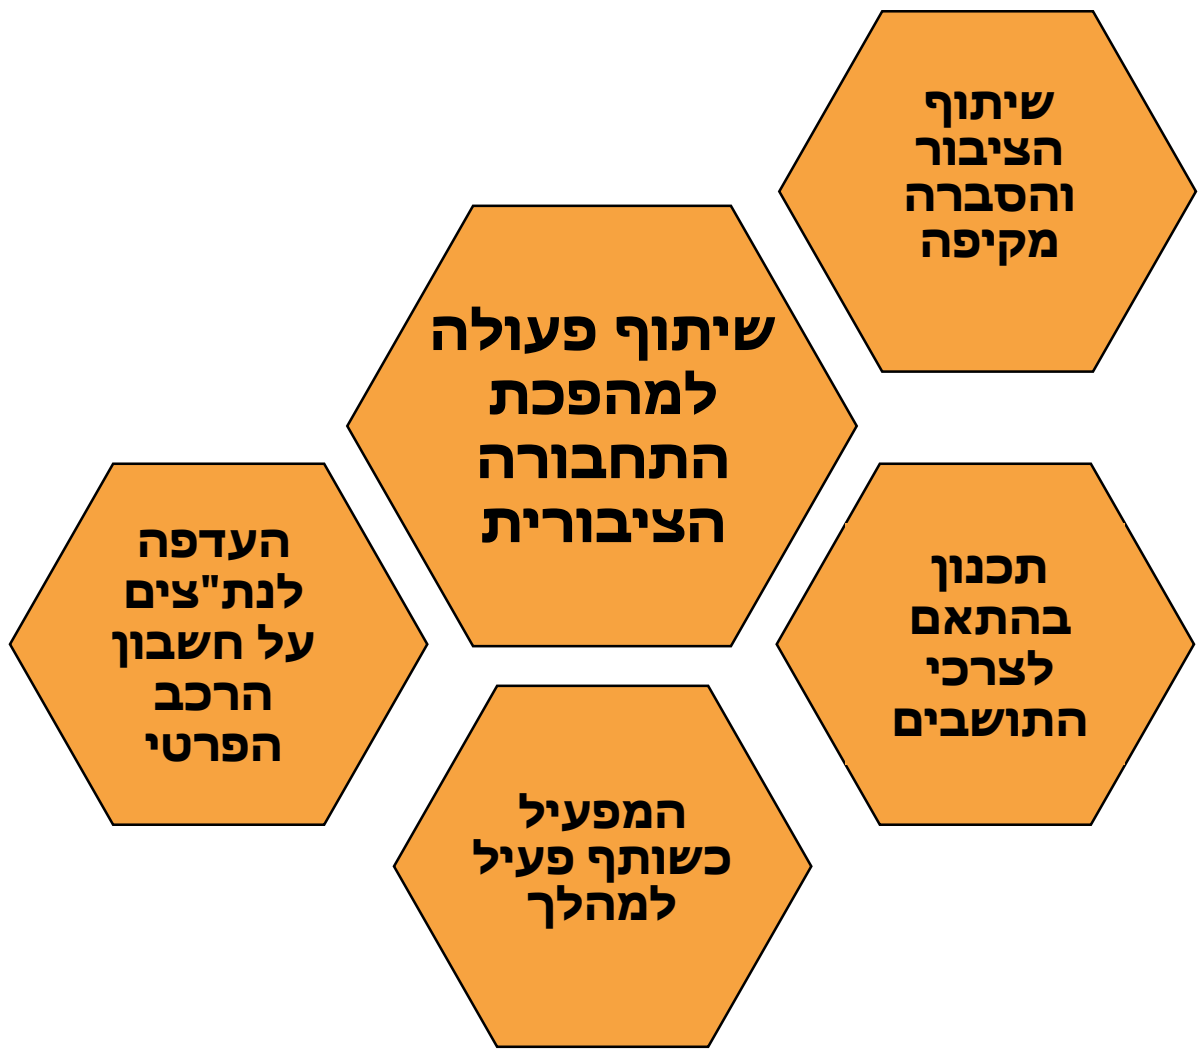 שיתוף
הציבור
והסברה
מקיפה
שיתוף פעולה
למהפכת
התחבורה
הציבורית
תכנון
בהתאם
לצרכי
התושבים
העדפה
לנת"צים
על חשבון
הרכב
הפרטי
המפעיל
כשותף פעיל
למהלך